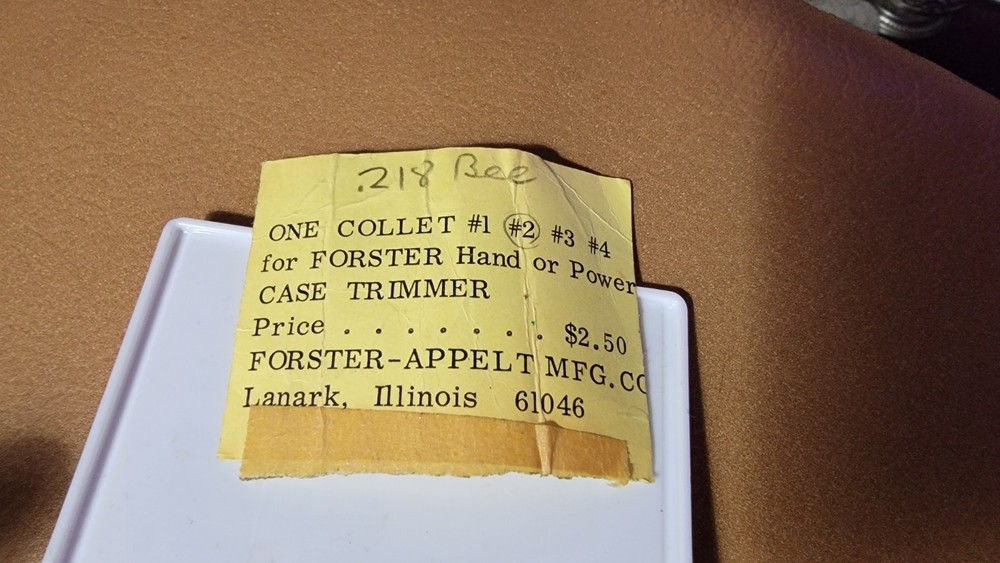 .218 Bee
ONE COLLET #1 #2 #3 #4
for FORSTER Hand or Power
CASE TRIMMER
Price . . . . . . . $2.50
FORSTER-APPELT MFG.CO
Lanark, Illinois 61046